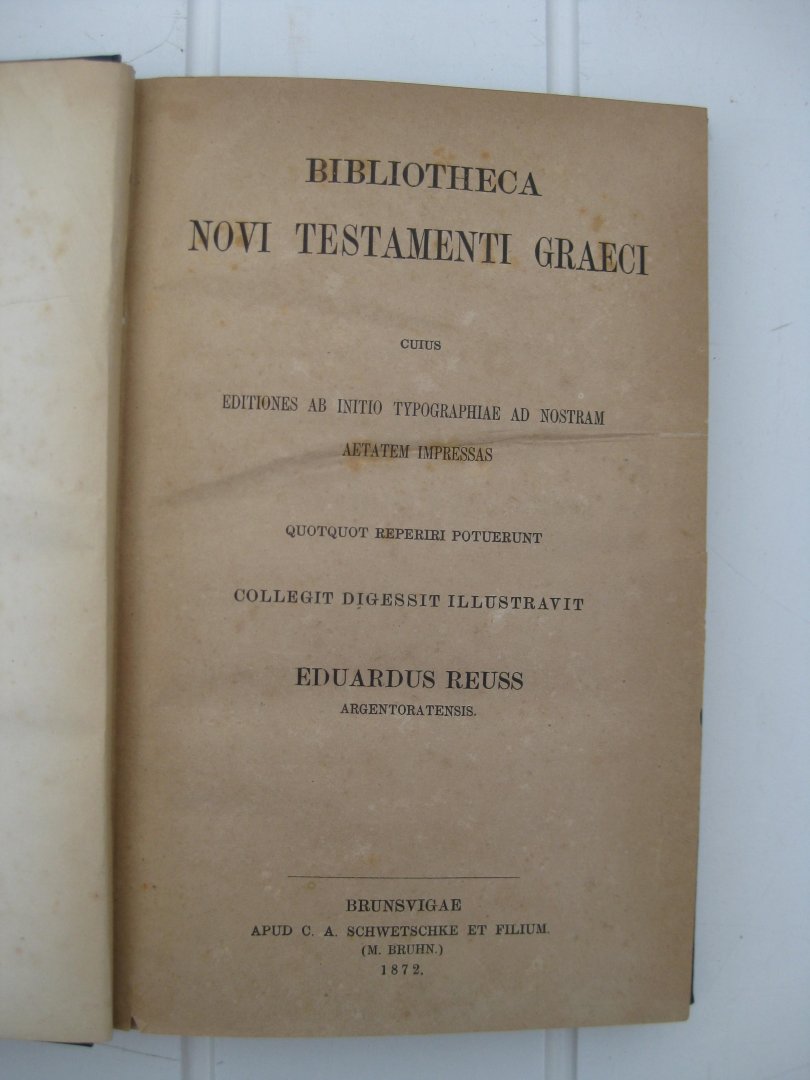 BIBLIOTHECA
NOVI TESTAMENTI GRAECI
CUIUS
EDITIONES AB INITIO TYPOGRAPHIAE AD NOSTRAM
AETATEM IMPRESSAS
QUOTQUOT REPERIRI POTUERUNT
COLLEGIT DIGESSIT ILLUSTRAVIT
EDUARDUS REUSS
ARGENTORATENSIS.
BRUNSVIGAE
APUD C. A. SCHWETSCHKE ET FILIUM.
(M. BRUHN.)
1872.